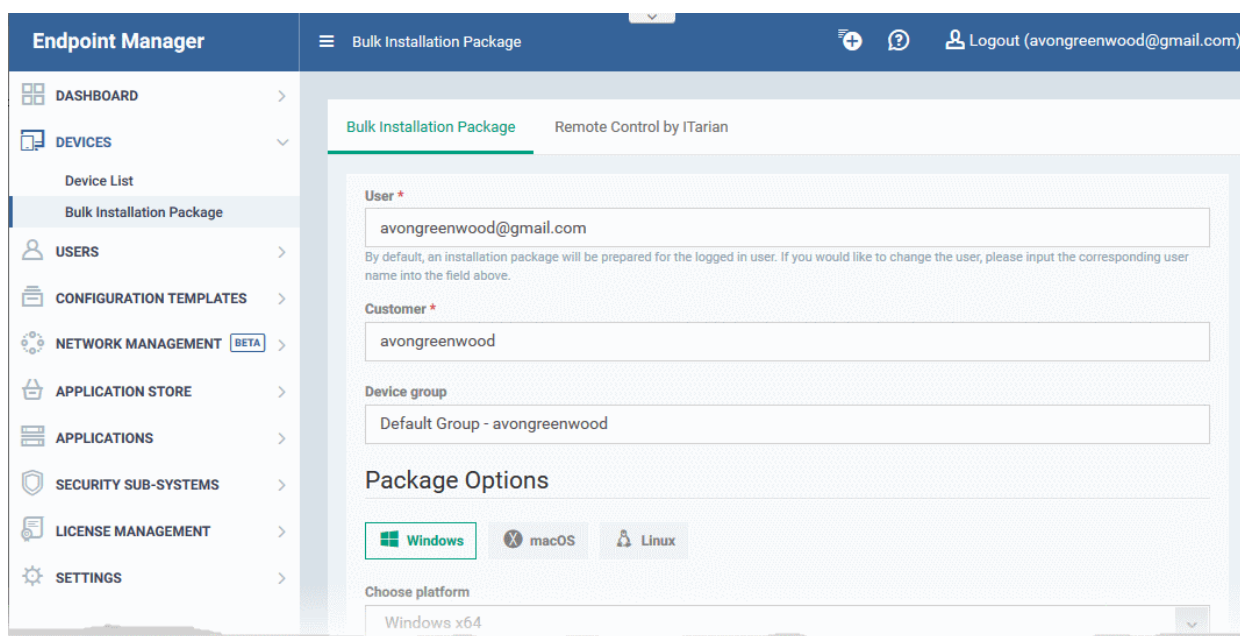 Endpoint Manager
Bulk Installation Package
Logout (avongreenwood@gmail.com)
DASHBOARD
DEVICES
Device List
Bulk Installation Package
USERS
CONFIGURATION TEMPLATES
NETWORK MANAGEMENT BETA
APPLICATION STORE
APPLICATIONS
SECURITY SUB-SYSTEMS
LICENSE MANAGEMENT
SETTINGS
Bulk Installation Package
Remote Control by ITarian
User *
avongreenwood@gmail.com
By default, an installation package will be prepared for the logged in user. If you would like to change the user, please input the corresponding user
name into the field above.
Customer *
avongreenwood
Device group
Default Group - avongreenwood
Package Options
Windows
macOS
Linux
Choose platform
Windows x64